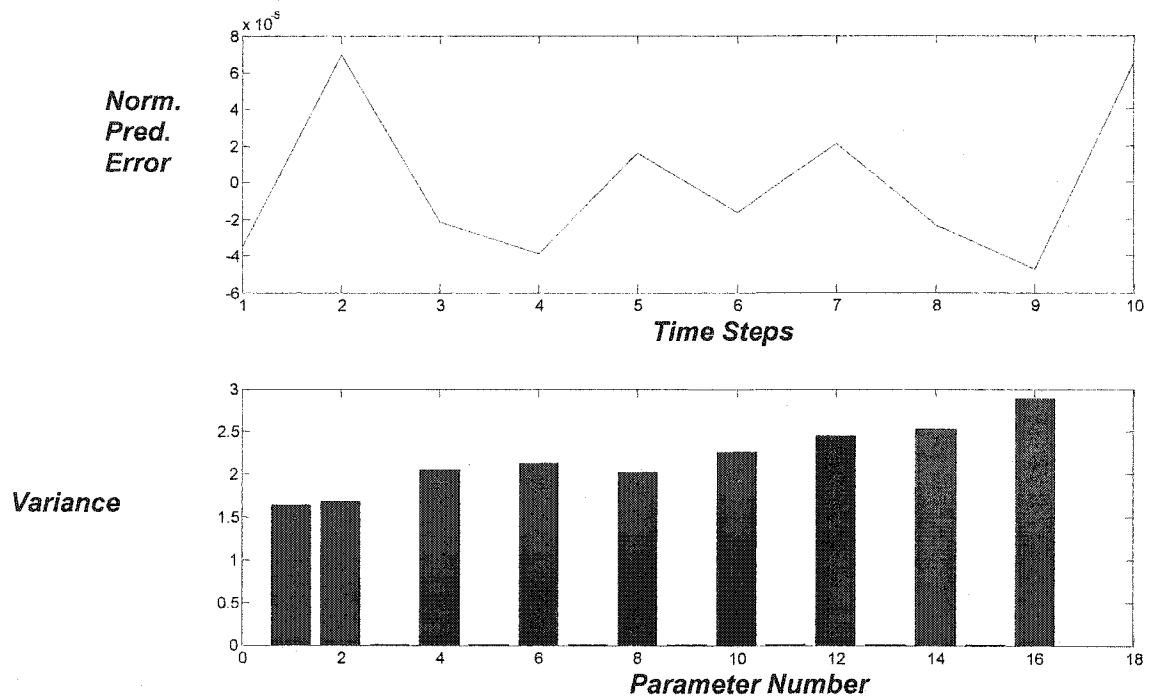 x 10^-5
8
6
4
2
0
-2
-4
-6
Norm.
Pred.
Error
1 2 3 4 5 6 7 8 9 10
Time Steps
3
2.5
2
1.5
1
0.5
0
Variance
0 2 4 6 8 10 12 14 16 18
Parameter Number